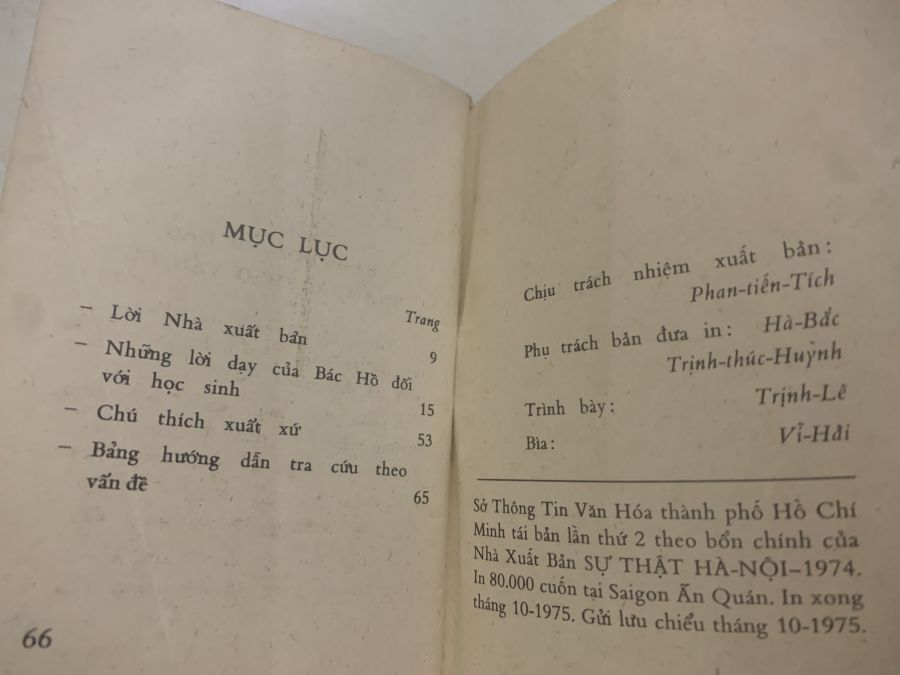 MỤC LỤC
Trang
– Lời Nhà xuất bản 9
– Những lời dạy của Bác Hồ đối
với học sinh 15
– Chú thích xuất xứ 53
– Bảng hướng dẫn tra cứu theo
vấn đề 65
66
Chịu trách nhiệm xuất bản:
Phan-tiến-Tích
Phụ trách bản đưa in: Hà-Bắc
Trịnh-thúc-Huỳnh
Trình bày: Trịnh-Lê
Bìa: Vĩ-Hải
Sở Thông Tin Văn Hóa thành phố Hồ Chí
Minh tái bản lần thứ 2 theo bổn chính của
Nhà Xuất Bản SỰ THẬT HÀ-NỘI–1974.
In 80.000 cuốn tại Saigon Ấn Quán. In xong
tháng 10-1975. Gửi lưu chiểu tháng 10-1975.